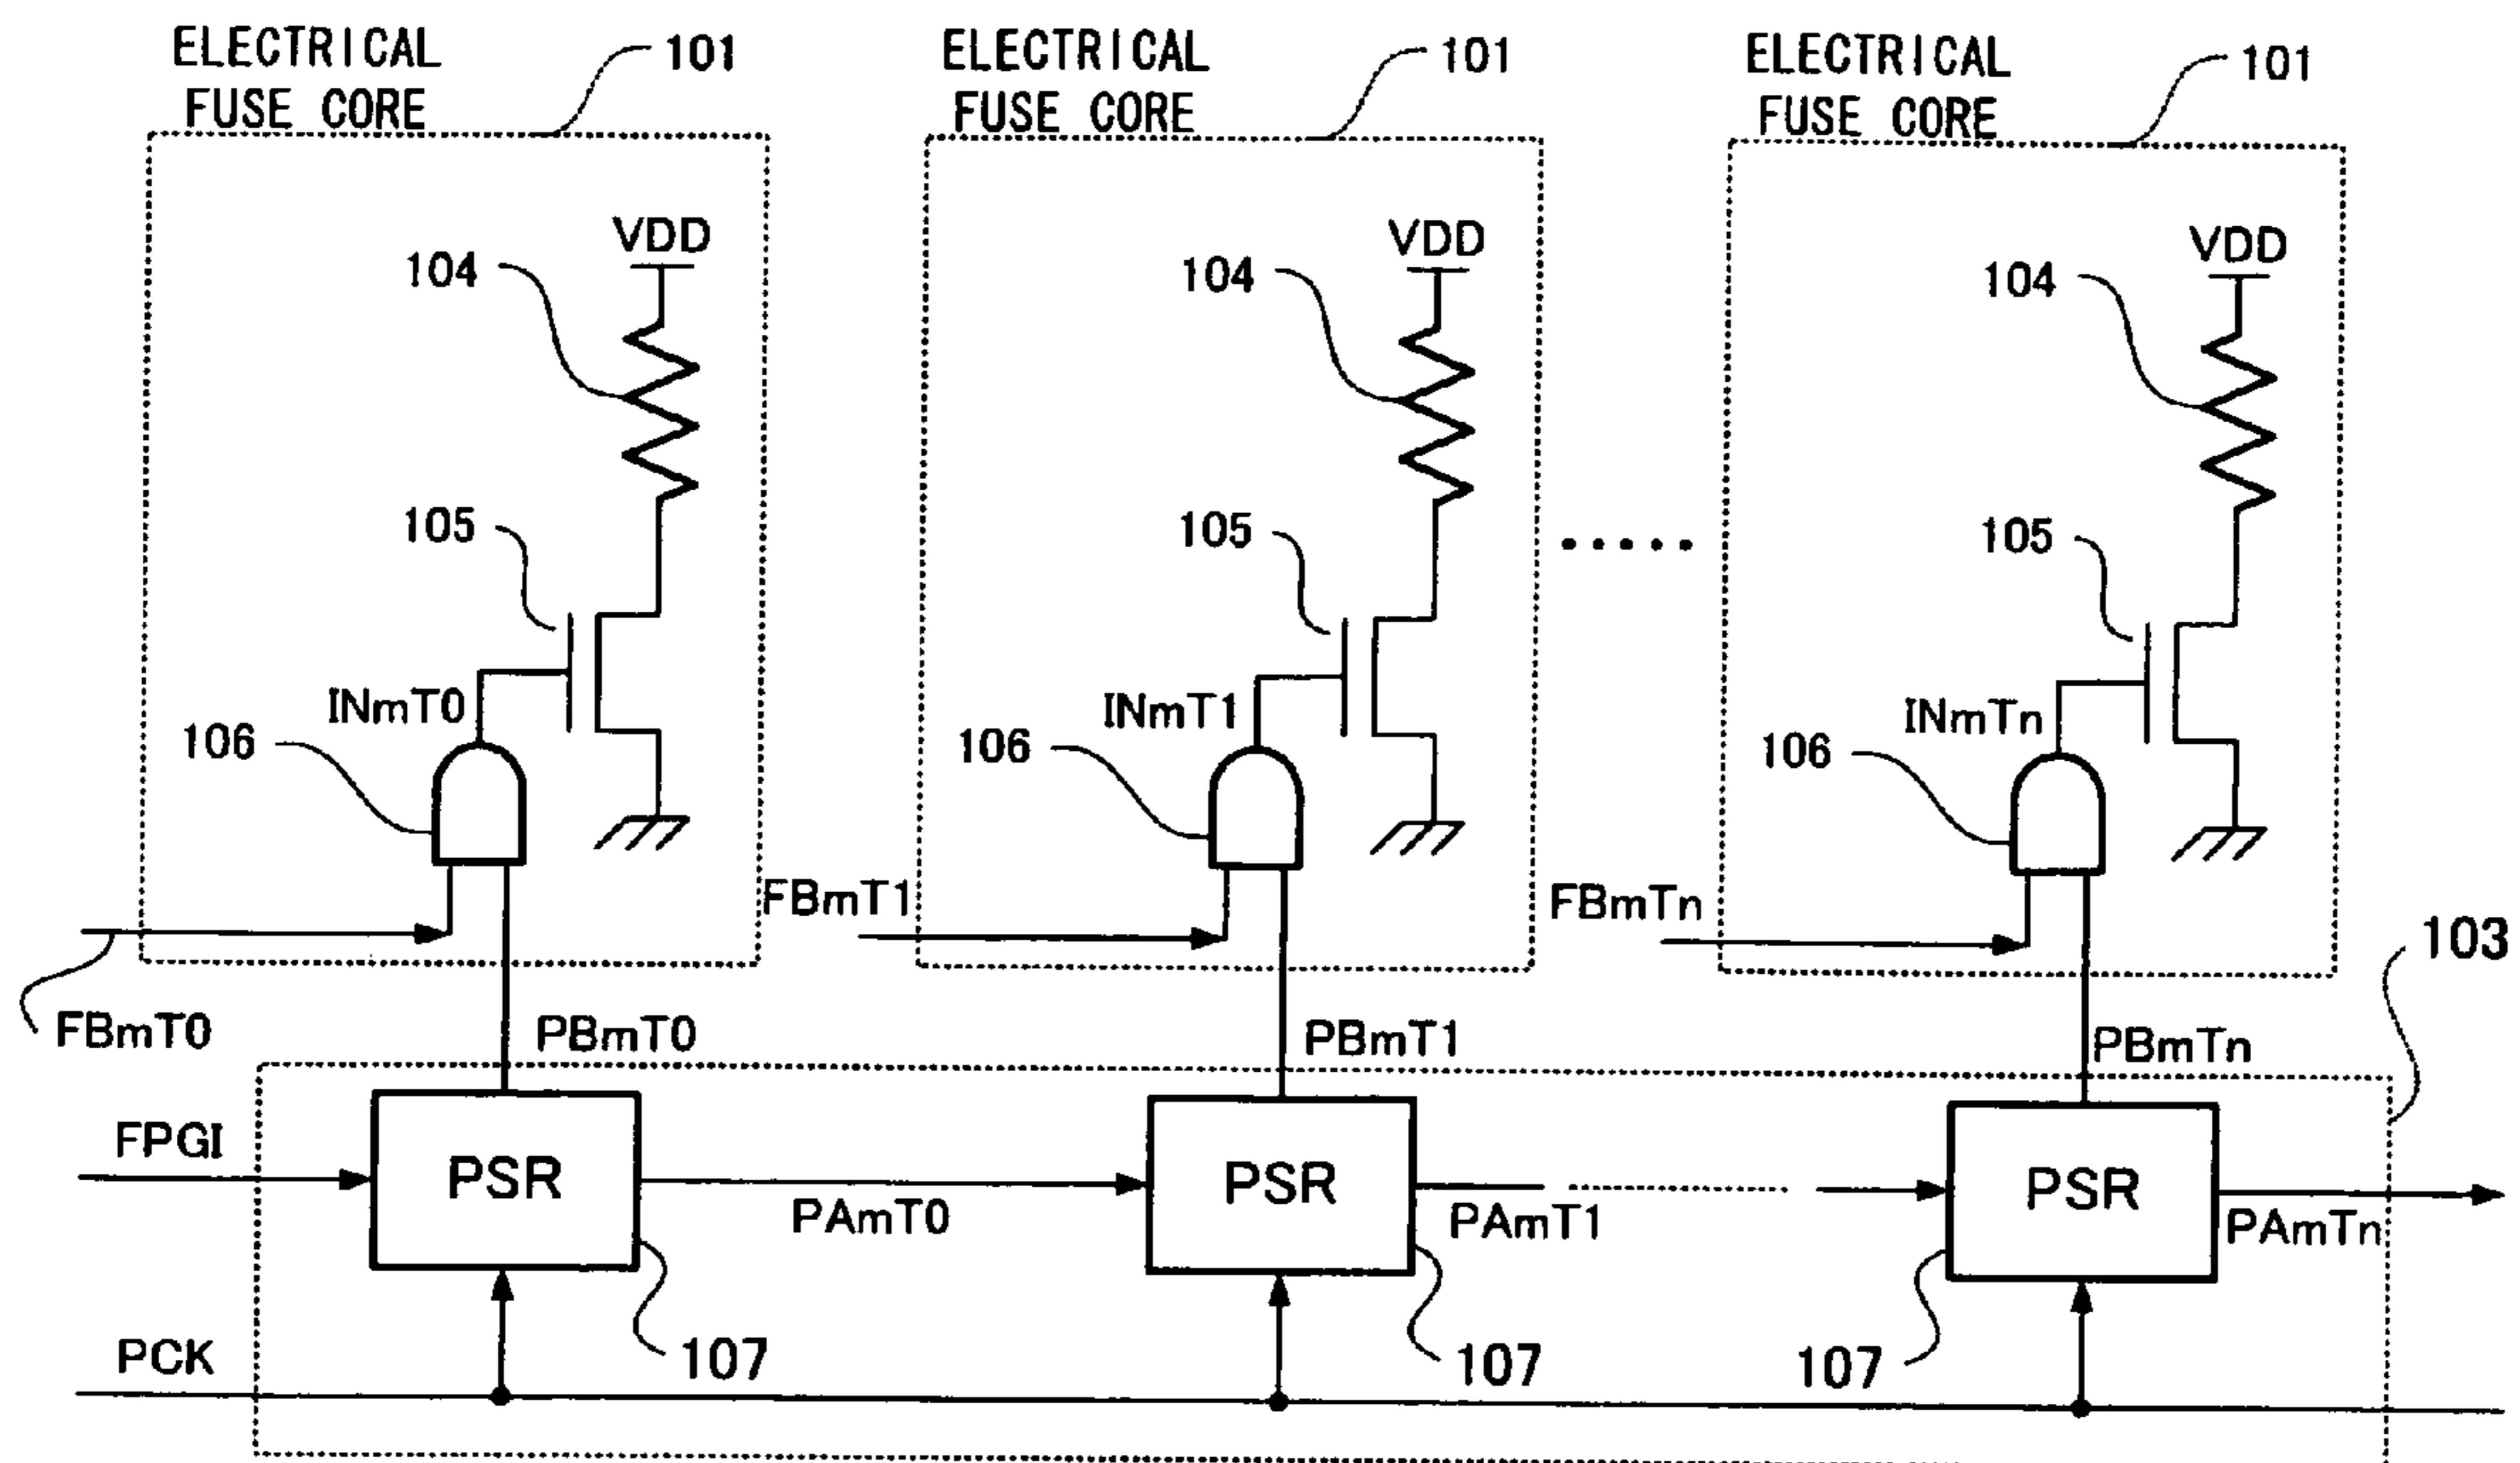 ELECTRICAL
FUSE CORE
101
ELECTRICAL
FUSE CORE
101
ELECTRICAL
FUSE CORE
101
VDD
104
VDD
104
VDD
104
105
105
105
INmT0
106
INmT1
106
INmTn
106
FBmT0
FBmT1
FBmTn
103
PBmT0
PBmT1
PBmTn
FPGI
PSR
PAmT0
PSR
PAmT1
PSR
PAmTn
PCK
107
107
107